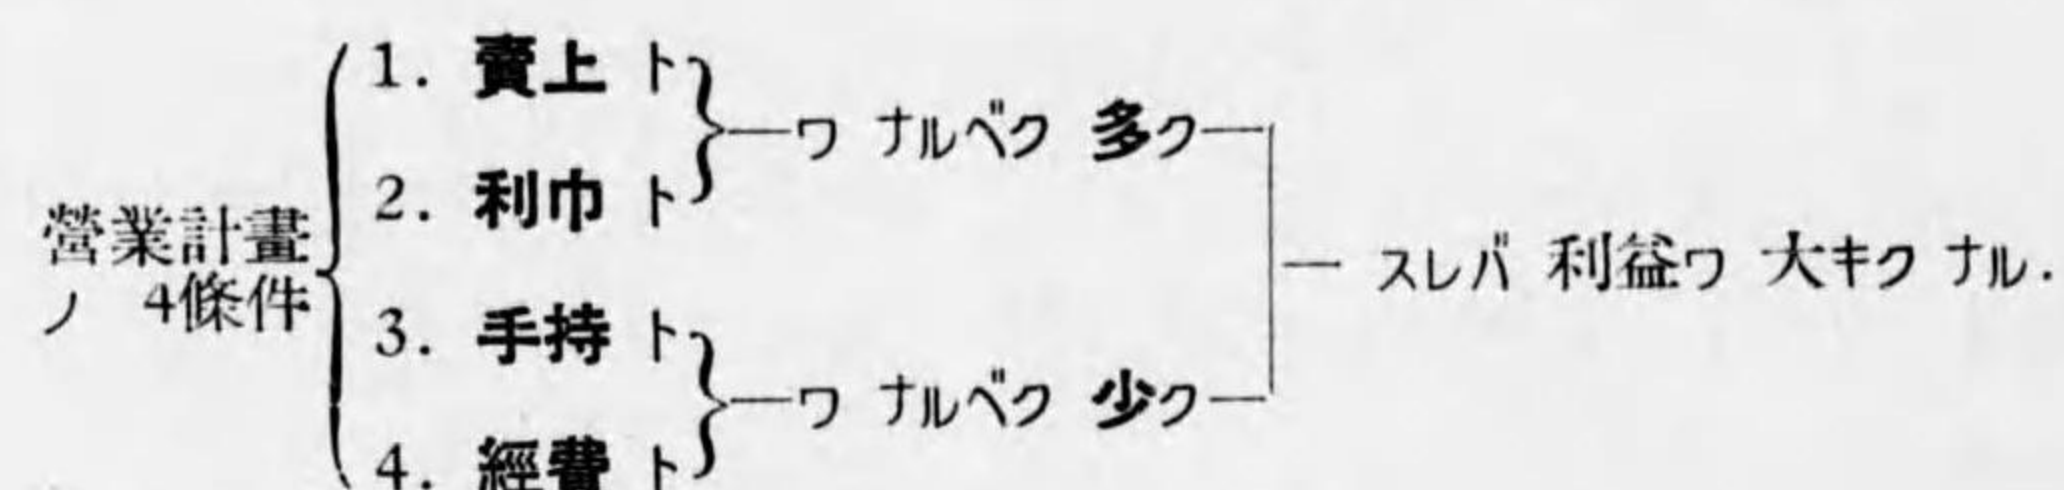 營業計畫
ノ 4條件
1. 賣上 ト
2. 利巾 ト
ワ ナルベク 多ク
3. 手持 ト
4. 經費 ト
ワ ナルベク 少ク
スレバ 利益ワ 大キク ナル.